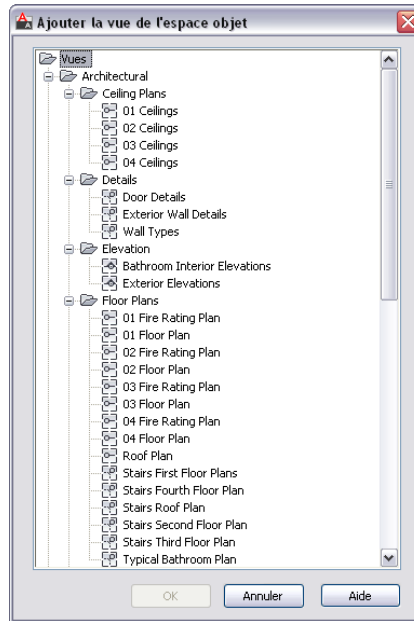 Ajouter la vue de l'espace objet
Vues
Architectural
Ceiling Plans
01 Ceilings
02 Ceilings
03 Ceilings
04 Ceilings
Details
Door Details
Exterior Wall Details
Wall Types
Elevation
Bathroom Interior Elevations
Exterior Elevations
Floor Plans
01 Fire Rating Plan
01 Floor Plan
02 Fire Rating Plan
02 Floor Plan
03 Fire Rating Plan
03 Floor Plan
04 Fire Rating Plan
04 Floor Plan
Roof Plan
Stairs First Floor Plans
Stairs Fourth Floor Plan
Stairs Roof Plan
Stairs Second Floor Plan
Stairs Third Floor Plan
Typical Bathroom Plan
OK Annuler Aide